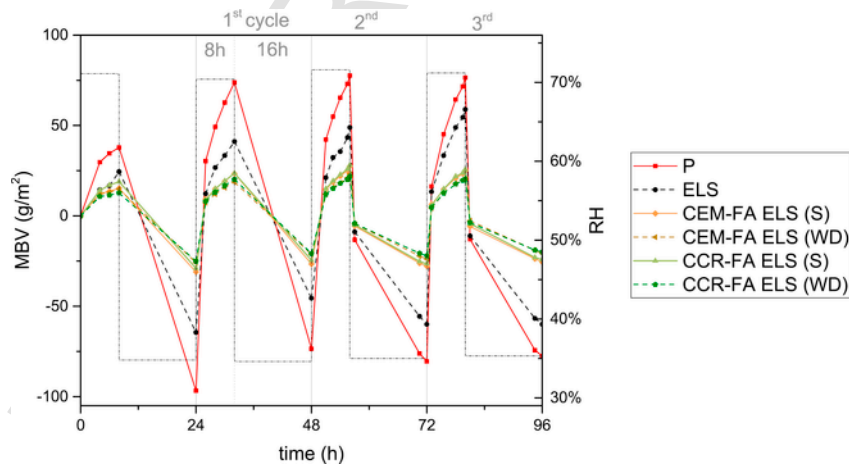 1st cycle 2nd 3rd
8h 16h
100
50
0
-50
-100
MBV (g/m²)
0 24 48 72 96
time (h)
70%
60%
50%
40%
30%
RH
P
ELS
CEM-FA ELS (S)
CEM-FA ELS (WD)
CCR-FA ELS (S)
CCR-FA ELS (WD)